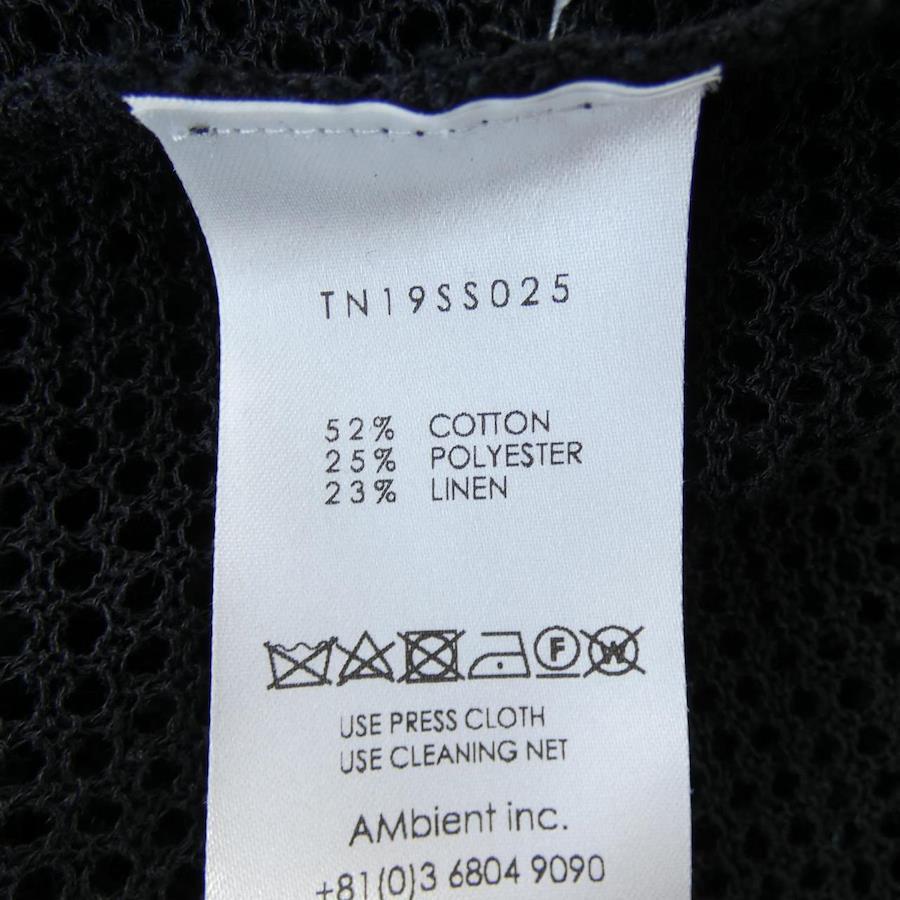 TN19SS025
52% COTTON
25% POLYESTER
23% LINEN
F W
USE PRESS CLOTH
USE CLEANING NET
AMbient inc.
+81(0)3 6804 9090